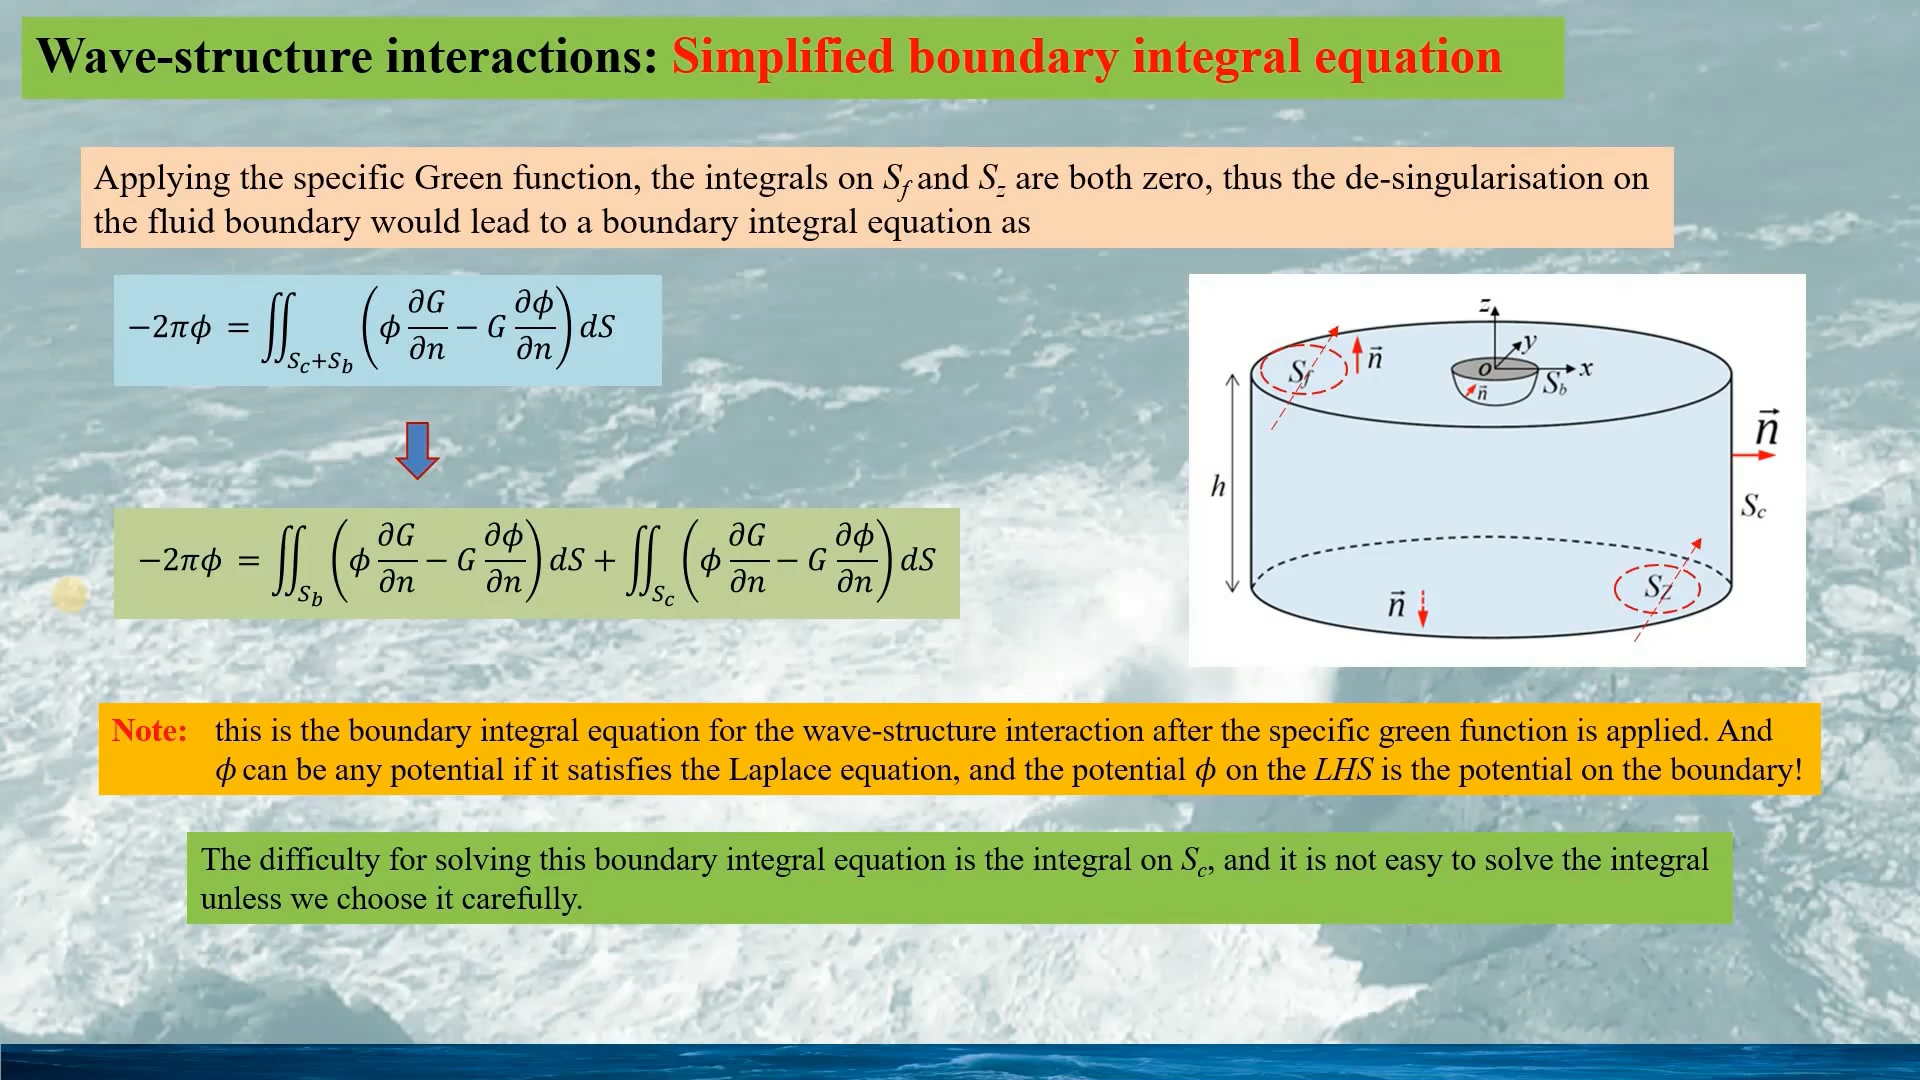 Wave-structure interactions: Simplified boundary integral equation
Applying the specific Green function, the integrals on S_f and S_z are both zero, thus the de-singularisation on
the fluid boundary would lead to a boundary integral equation as
−2πϕ = ∬_{S_c+S_b} (ϕ ∂G/∂n − G ∂ϕ/∂n) dS
−2πϕ = ∬_{S_b} (ϕ ∂G/∂n − G ∂ϕ/∂n) dS + ∬_{S_c} (ϕ ∂G/∂n − G ∂ϕ/∂n) dS
z
y
x
o
S_f
n⃗
S_b
n⃗
n⃗
h
S_c
S_z
n⃗
Note: this is the boundary integral equation for the wave-structure interaction after the specific green function is applied. And
ϕ can be any potential if it satisfies the Laplace equation, and the potential ϕ on the LHS is the potential on the boundary!
The difficulty for solving this boundary integral equation is the integral on S_c, and it is not easy to solve the integral
unless we choose it carefully.